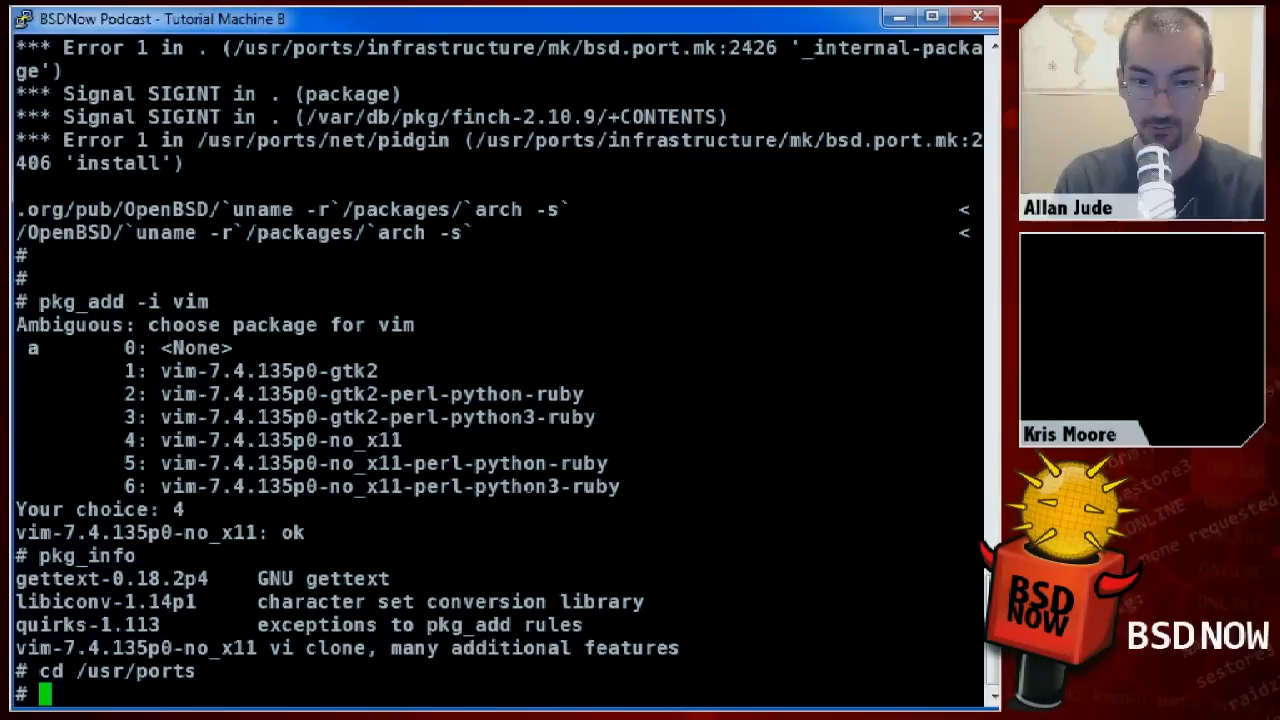 BSDNow Podcast - Tutorial Machine B
*** Error 1 in . (/usr/ports/infrastructure/mk/bsd.port.mk:2426 '_internal-packa
ge')
*** Signal SIGINT in . (package)
*** Signal SIGINT in . (/var/db/pkg/finch-2.10.9/+CONTENTS)
*** Error 1 in /usr/ports/net/pidgin (/usr/ports/infrastructure/mk/bsd.port.mk:2
406 'install')
.org/pub/OpenBSD/`uname -r`/packages/`arch -s` <
/OpenBSD/`uname -r`/packages/`arch -s` <
#
#
# pkg_add -i vim
Ambiguous: choose package for vim
a 0: <None>
1: vim-7.4.135p0-gtk2
2: vim-7.4.135p0-gtk2-perl-python-ruby
3: vim-7.4.135p0-gtk2-perl-python3-ruby
4: vim-7.4.135p0-no_x11
5: vim-7.4.135p0-no_x11-perl-python-ruby
6: vim-7.4.135p0-no_x11-perl-python3-ruby
Your choice: 4
vim-7.4.135p0-no_x11: ok
# pkg_info
gettext-0.18.2p4 GNU gettext
libiconv-1.14p1 character set conversion library
quirks-1.113 exceptions to pkg_add rules
vim-7.4.135p0-no_x11 vi clone, many additional features
# cd /usr/ports
#
Allan Jude
Kris Moore
BSD
NOW
BSD NOW